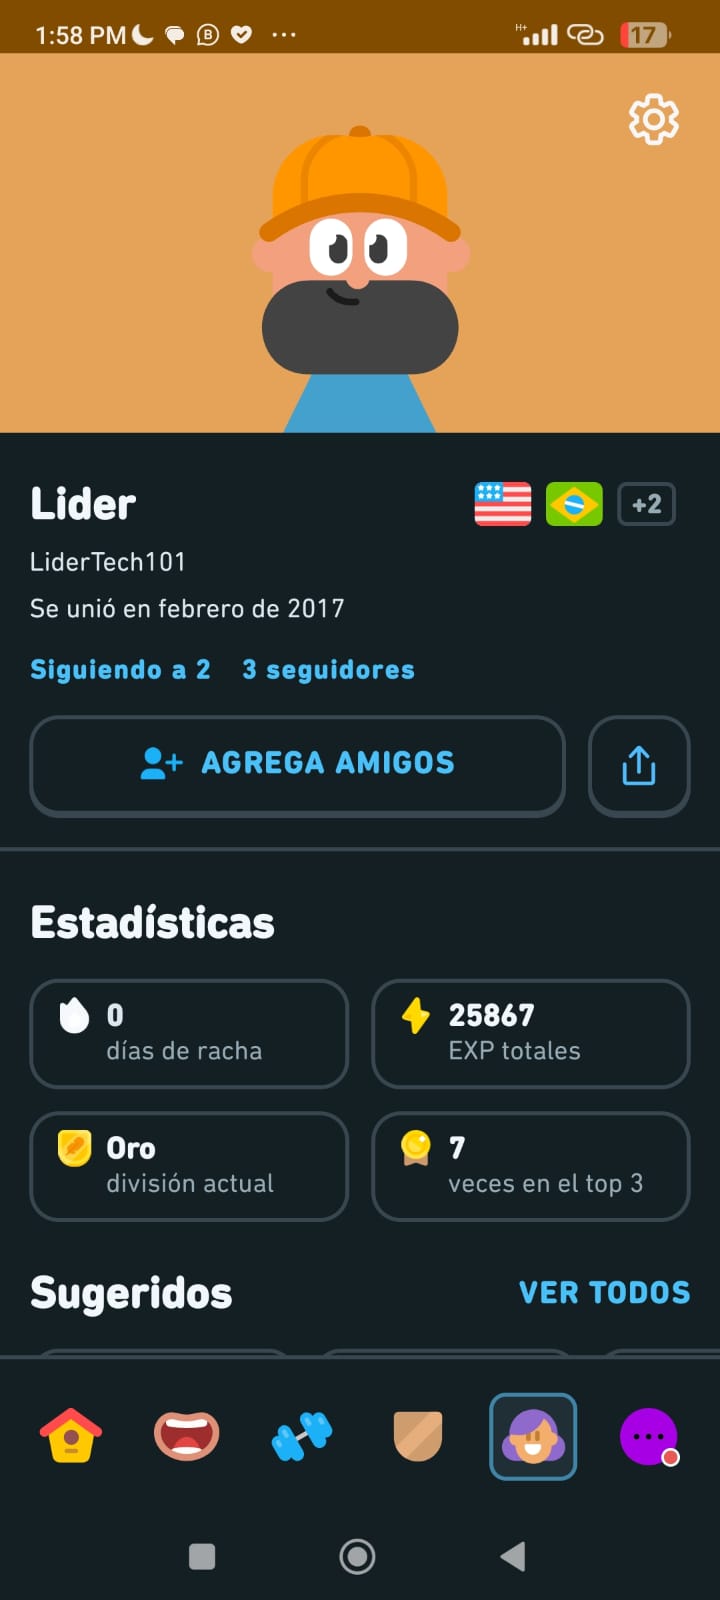 1:58 PM
H+
17
Lider
+2
LiderTech101
Se unió en febrero de 2017
Siguiendo a 2 3 seguidores
AGREGA AMIGOS
Estadísticas
0
días de racha
25867
EXP totales
Oro
división actual
7
veces en el top 3
Sugeridos
VER TODOS